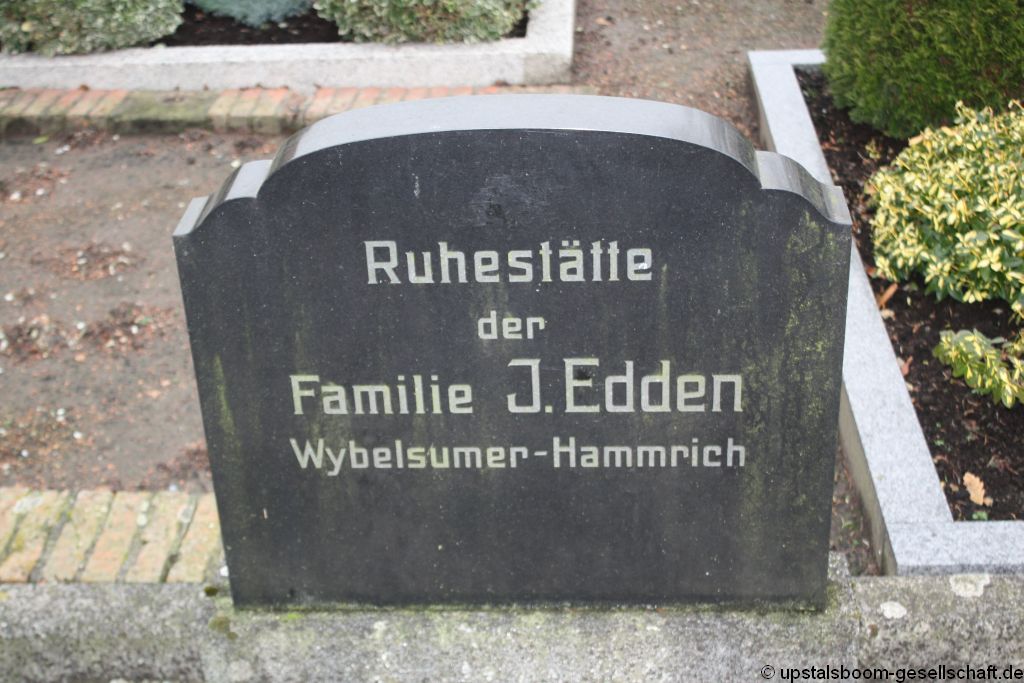 Ruhestätte
der
Familie J. Edden
Wybelsumer-Hammrich
© upstalsboom-gesellschaft.de